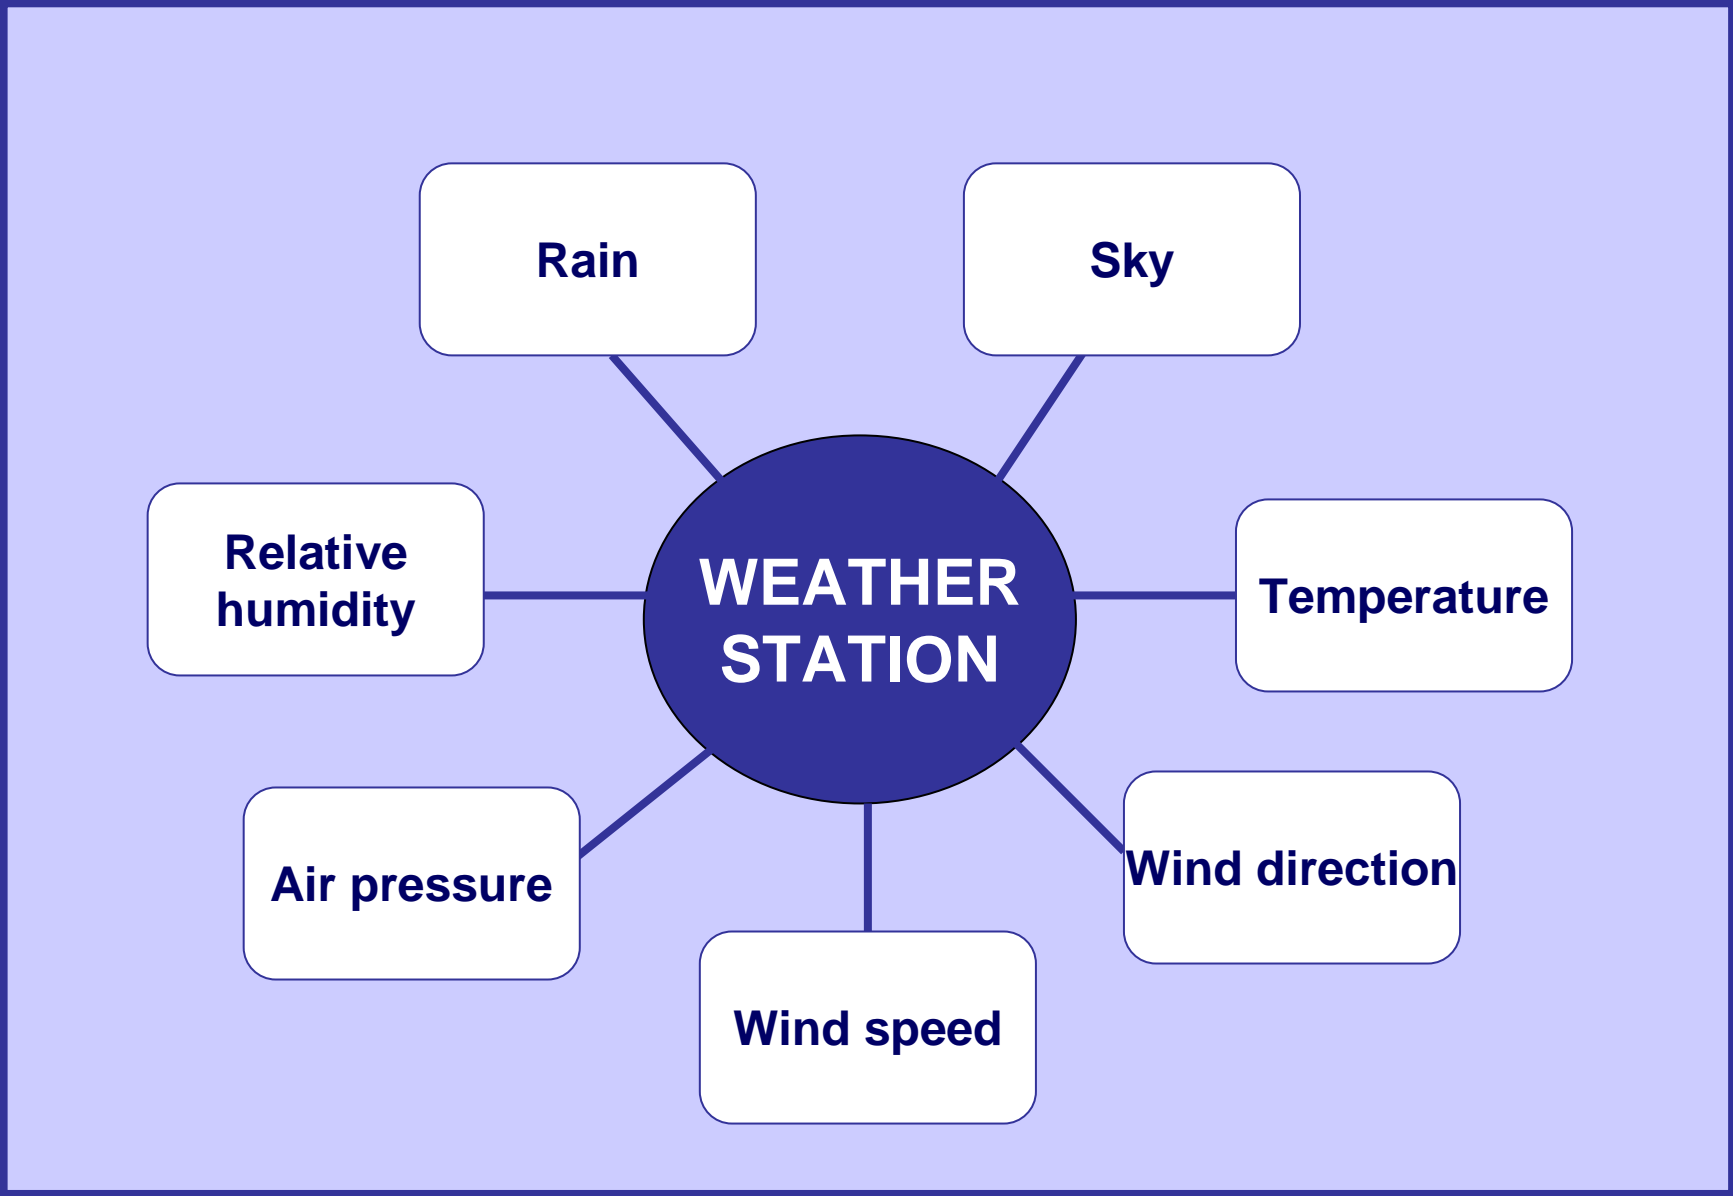 Rain
Sky
Relative
humidity
WEATHER
STATION
Temperature
Air pressure
Wind direction
Wind speed